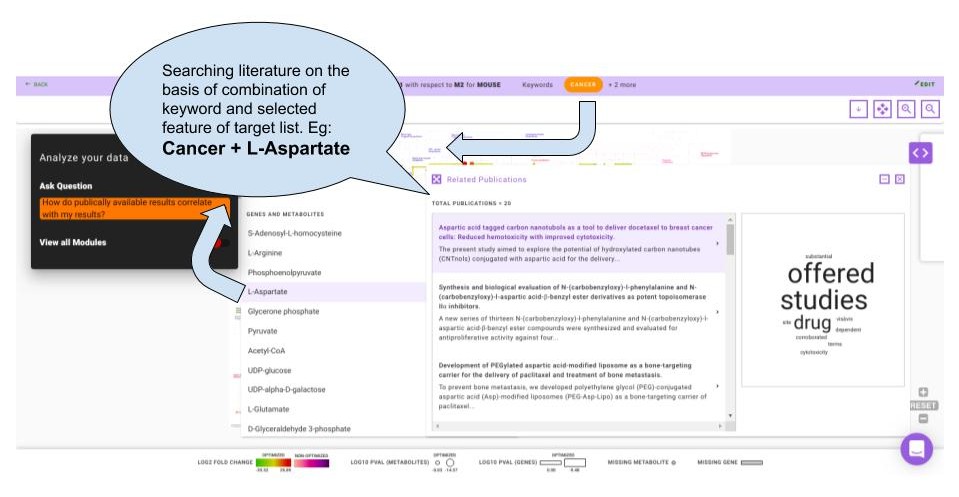 Searching literature on the
basis of combination of
keyword and selected
feature of target list. Eg:
Cancer + L-Aspartate
BACK
with respect to M2 for MOUSE
Keywords
CANCER
+ 2 more
EDIT
Analyze your data
Ask Question
How do publically available results correlate
with my results?
View all Modules
GENES AND METABOLITES
S-Adenosyl-L-homocysteine
L-Arginine
Phosphoenolpyruvate
L-Aspartate
Glycerone phosphate
Pyruvate
Acetyl-CoA
UDP-glucose
UDP-alpha-D-galactose
L-Glutamate
D-Glyceraldehyde 3-phosphate
Related Publications
TOTAL PUBLICATIONS = 20
Aspartic acid tagged carbon nanotubols as a tool to deliver docetaxel to breast cancer
cells: Reduced hemotoxicity with improved cytotoxicity.
The present study aimed to explore the potential of hydroxylated carbon nanotubes
(CNTnols) conjugated with aspartic acid for the delivery...
Synthesis and biological evaluation of N-(carbobenzyloxy)-l-phenylalanine and N-
(carbobenzyloxy)-l-aspartic acid-β-benzyl ester derivatives as potent topoisomerase
IIα inhibitors.
A new series of thirteen N-(carbobenzyloxy)-l-phenylalanine and N-(carbobenzyloxy)-l-
aspartic acid-β-benzyl ester compounds were synthesized and evaluated for
antiproliferative activity against four...
Development of PEGylated aspartic acid-modified liposome as a bone-targeting
carrier for the delivery of paclitaxel and treatment of bone metastasis.
To prevent bone metastasis, we developed polyethylene glycol (PEG)-conjugated
aspartic acid (Asp)-modified liposomes (PEG-Asp-Lipo) as a bone-targeting carrier of
paclitaxel...
substantial
offered
studies
drug
dependent
corroborated
terms
cytotoxicity
RESET
LOG2 FOLD CHANGE
OPTIMIZED
NON-OPTIMIZED
LOG10 PVAL (METABOLITES)
OPTIMIZED
LOG10 PVAL (GENES)
OPTIMIZED
0.00
MISSING METABOLITE
MISSING GENE